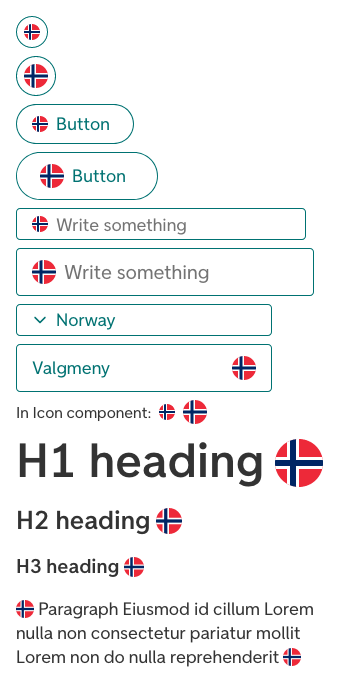 Button
Button
Write something
Write something
Norway
Valgmeny
In Icon component:
H1 heading
H2 heading
H3 heading
Paragraph Eiusmod id cillum Lorem
nulla non consectetur pariatur mollit
Lorem non do nulla reprehenderit